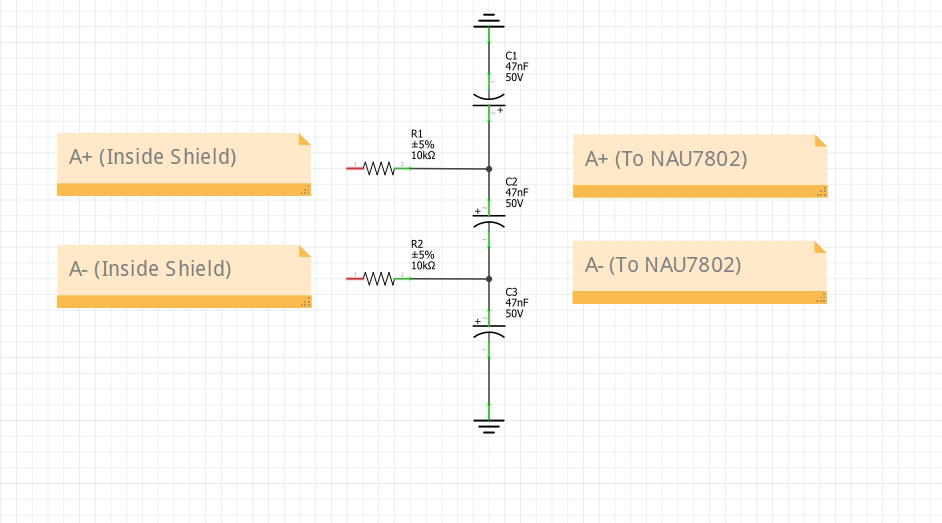 C1
47nF
50V
+
R1
±5%
10kΩ
A+ (Inside Shield)
A+ (To NAU7802)
C2
47nF
50V
+
R2
±5%
10kΩ
A- (Inside Shield)
A- (To NAU7802)
C3
47nF
50V
+